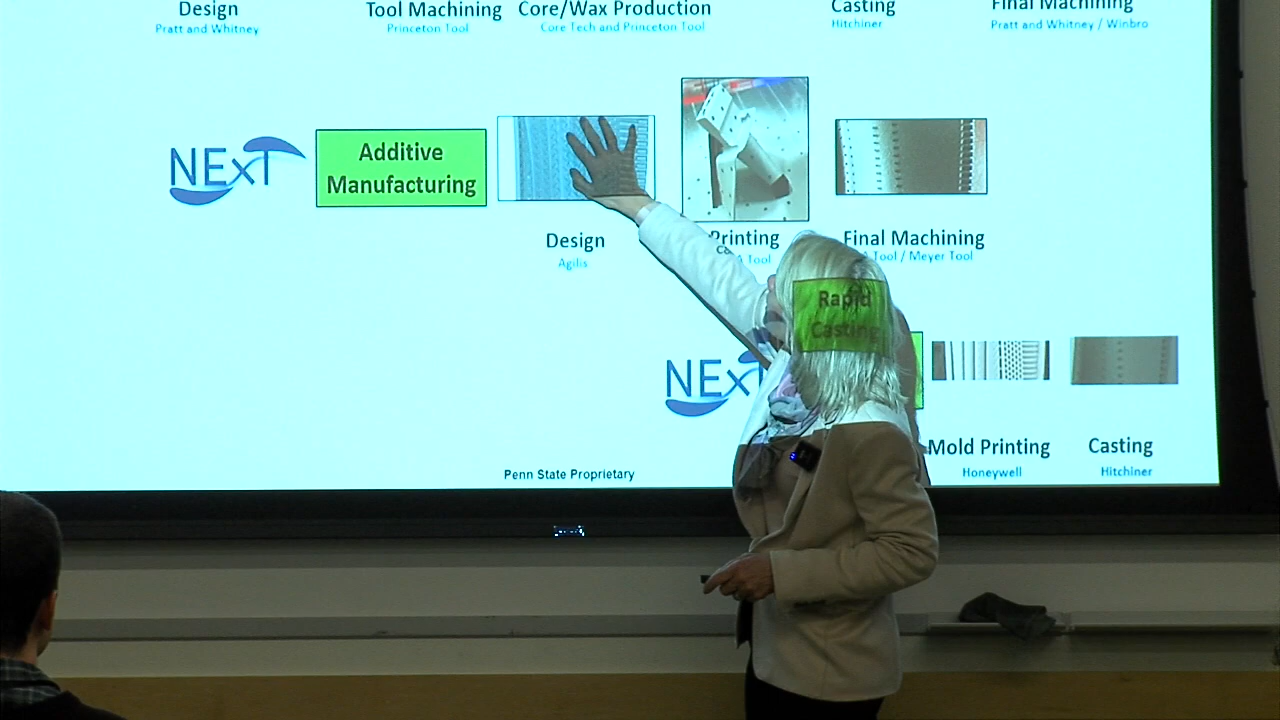 Design
Pratt and Whitney
Tool Machining
Princeton Tool
Core/Wax Production
Core Tech and Princeton Tool
Casting
Hitchiner
Final Machining
Pratt and Whitney / Winbro
NExT
Additive
Manufacturing
Design
Agilis
Printing
Tool
Final Machining
Tool / Meyer Tool
Rapid
Casting
NExT
Mold Printing
Honeywell
Casting
Hitchiner
Penn State Proprietary